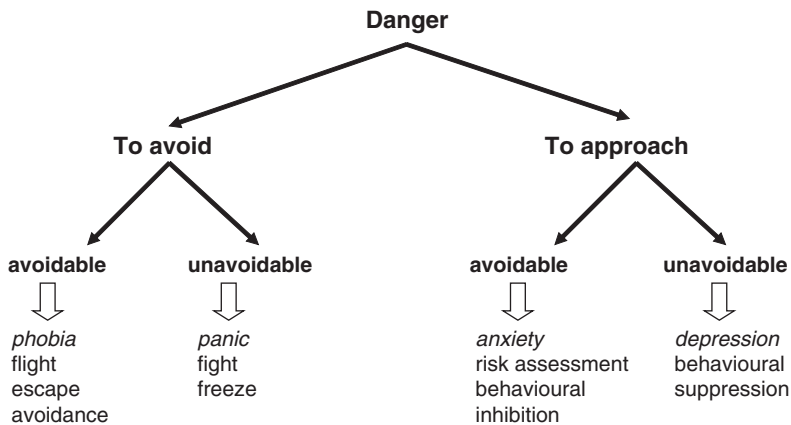 Danger
To avoid
To approach
avoidable
unavoidable
avoidable
unavoidable
phobia
flight
escape
avoidance
panic
fight
freeze
anxiety
risk assessment
behavioural
inhibition
depression
behavioural
suppression